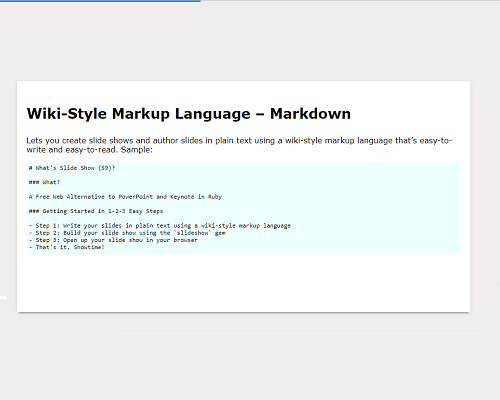 Wiki-Style Markup Language – Markdown
Lets you create slide shows and author slides in plain text using a wiki-style markup language that’s easy-to-
write and easy-to-read. Sample:
# What's Slide Show (S9)?
### What?
A Free Web Alternative to PowerPoint and Keynote in Ruby
### Getting Started in 1-2-3 Easy Steps
- Step 1: Write your slides in plain text using a wiki-style markup language
- Step 2: Build your slide show using the `slideshow` gem
- Step 3: Open up your slide show in your browser
- That's it. Showtime!